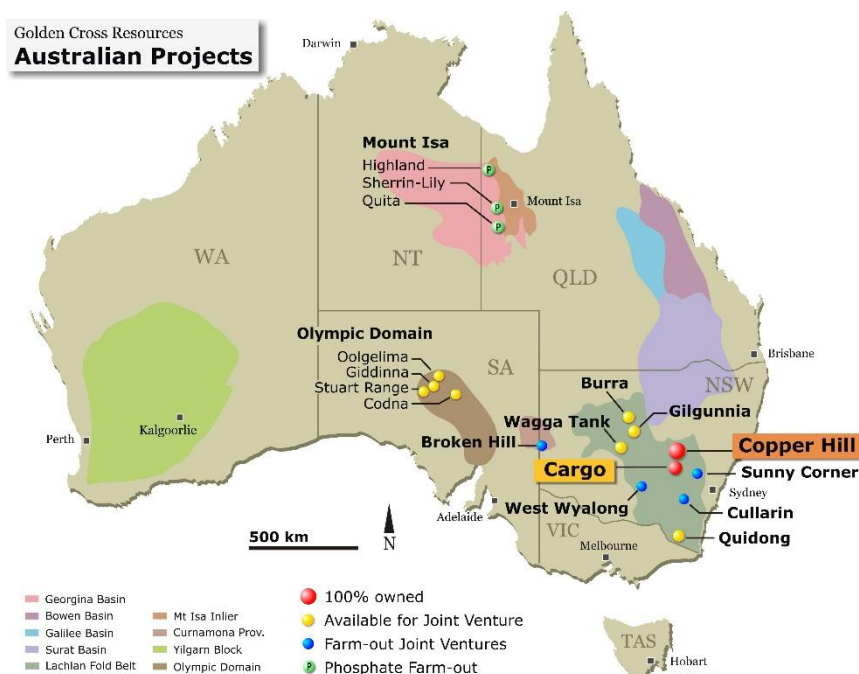 Golden Cross Resources
Australian Projects
Darwin
Mount Isa
Highland
Sherrin-Lily
Quita
P
P
P
Mount Isa
WA
NT
QLD
Olympic Domain
Oolgelima
Giddinna
Stuart Range
Codna
SA
Brisbane
NSW
Burra
Gilgunnia
Wagga Tank
Broken Hill
Copper Hill
Cargo
Sunny Corner
Perth
Kalgoorlie
West Wyalong
Sydney
Cullarin
Adelaide
VIC
Quidong
500 km
N
Melbourne
Georgina Basin
Bowen Basin
Galilee Basin
Surat Basin
Lachlan Fold Belt
Mt Isa Inlier
Curnamona Prov.
Yilgarn Block
Olympic Domain
100% owned
Available for Joint Venture
Farm-out Joint Ventures
P Phosphate Farm-out
TAS
Hobart